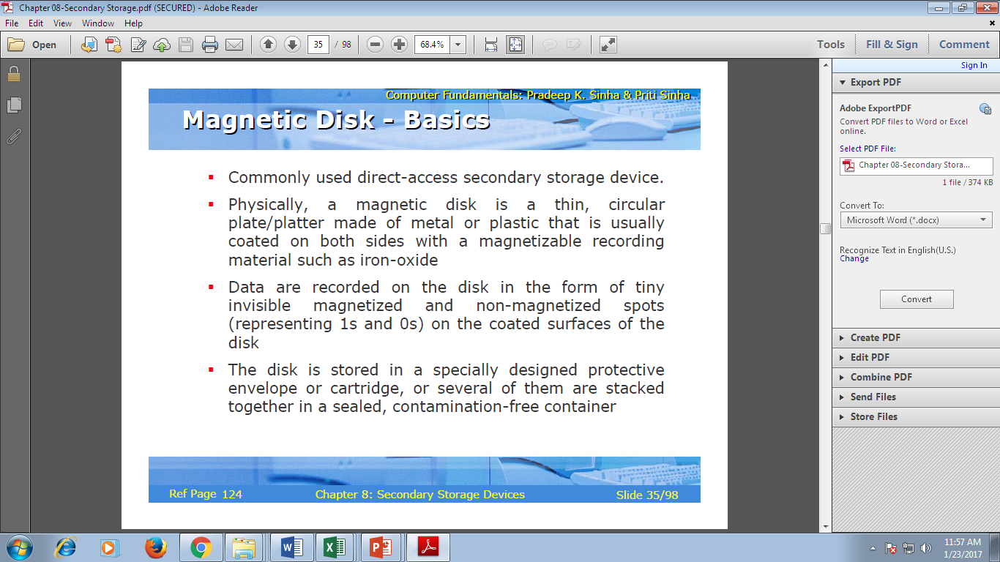 Chapter 08-Secondary Storage.pdf (SECURED) - Adobe Reader
File Edit View Window Help
Open 35 / 98 68.4% Tools Fill & Sign Comment
Sign In
Computer Fundamentals: Pradeep K. Sinha & Priti Sinha
Magnetic Disk - Basics
Commonly used direct-access secondary storage device.
Physically, a magnetic disk is a thin, circular
plate/platter made of metal or plastic that is usually
coated on both sides with a magnetizable recording
material such as iron-oxide
Data are recorded on the disk in the form of tiny
invisible magnetized and non-magnetized spots
(representing 1s and 0s) on the coated surfaces of the
disk
The disk is stored in a specially designed protective
envelope or cartridge, or several of them are stacked
together in a sealed, contamination-free container
Ref Page 124 Chapter 8: Secondary Storage Devices Slide 35/98
Export PDF
Adobe ExportPDF
Convert PDF files to Word or Excel
online.
Select PDF File:
Chapter 08-Secondary Stora...
1 file / 374 KB
Convert To:
Microsoft Word (*.docx)
Recognize Text in English(U.S.)
Change
Convert
Create PDF
Edit PDF
Combine PDF
Send Files
Store Files
11:57 AM
1/23/2017